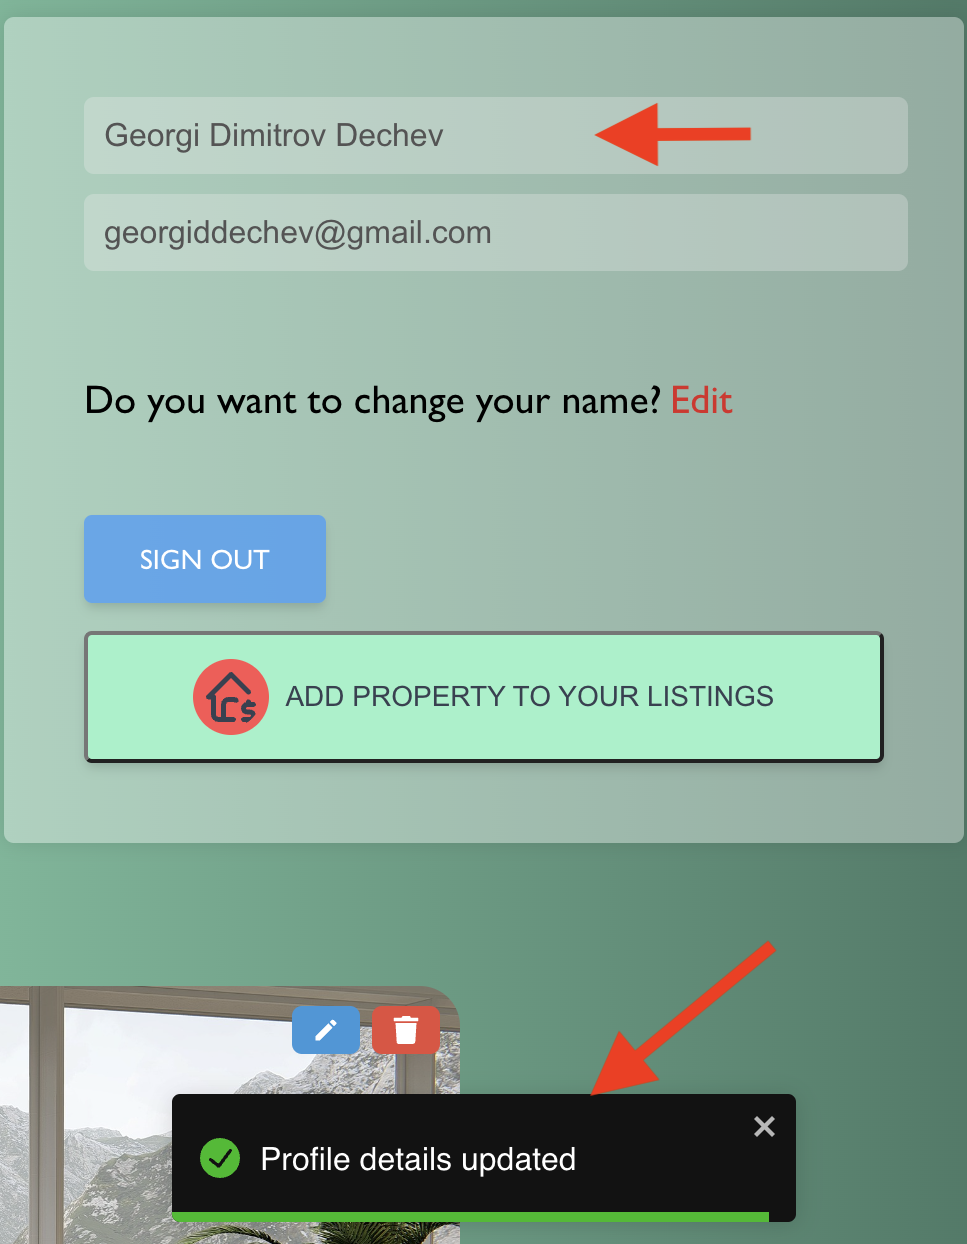 Georgi Dimitrov Dechev
georgiddechev@gmail.com
Do you want to change your name? Edit
SIGN OUT
ADD PROPERTY TO YOUR LISTINGS
Profile details updated